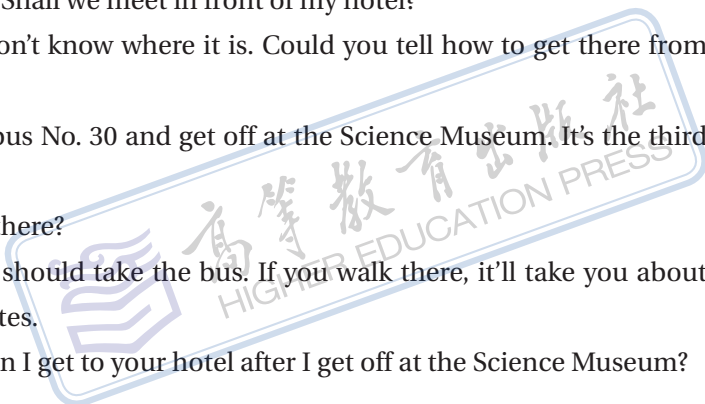 Shall we meet in front of my hotel?
on't know where it is. Could you tell how to get there from
bus No. 30 and get off at the Science Museum. It's the third
there?
should take the bus. If you walk there, it'll take you about
tes.
n I get to your hotel after I get off at the Science Museum?
高等教育出版社
HIGHER EDUCATION PRESS